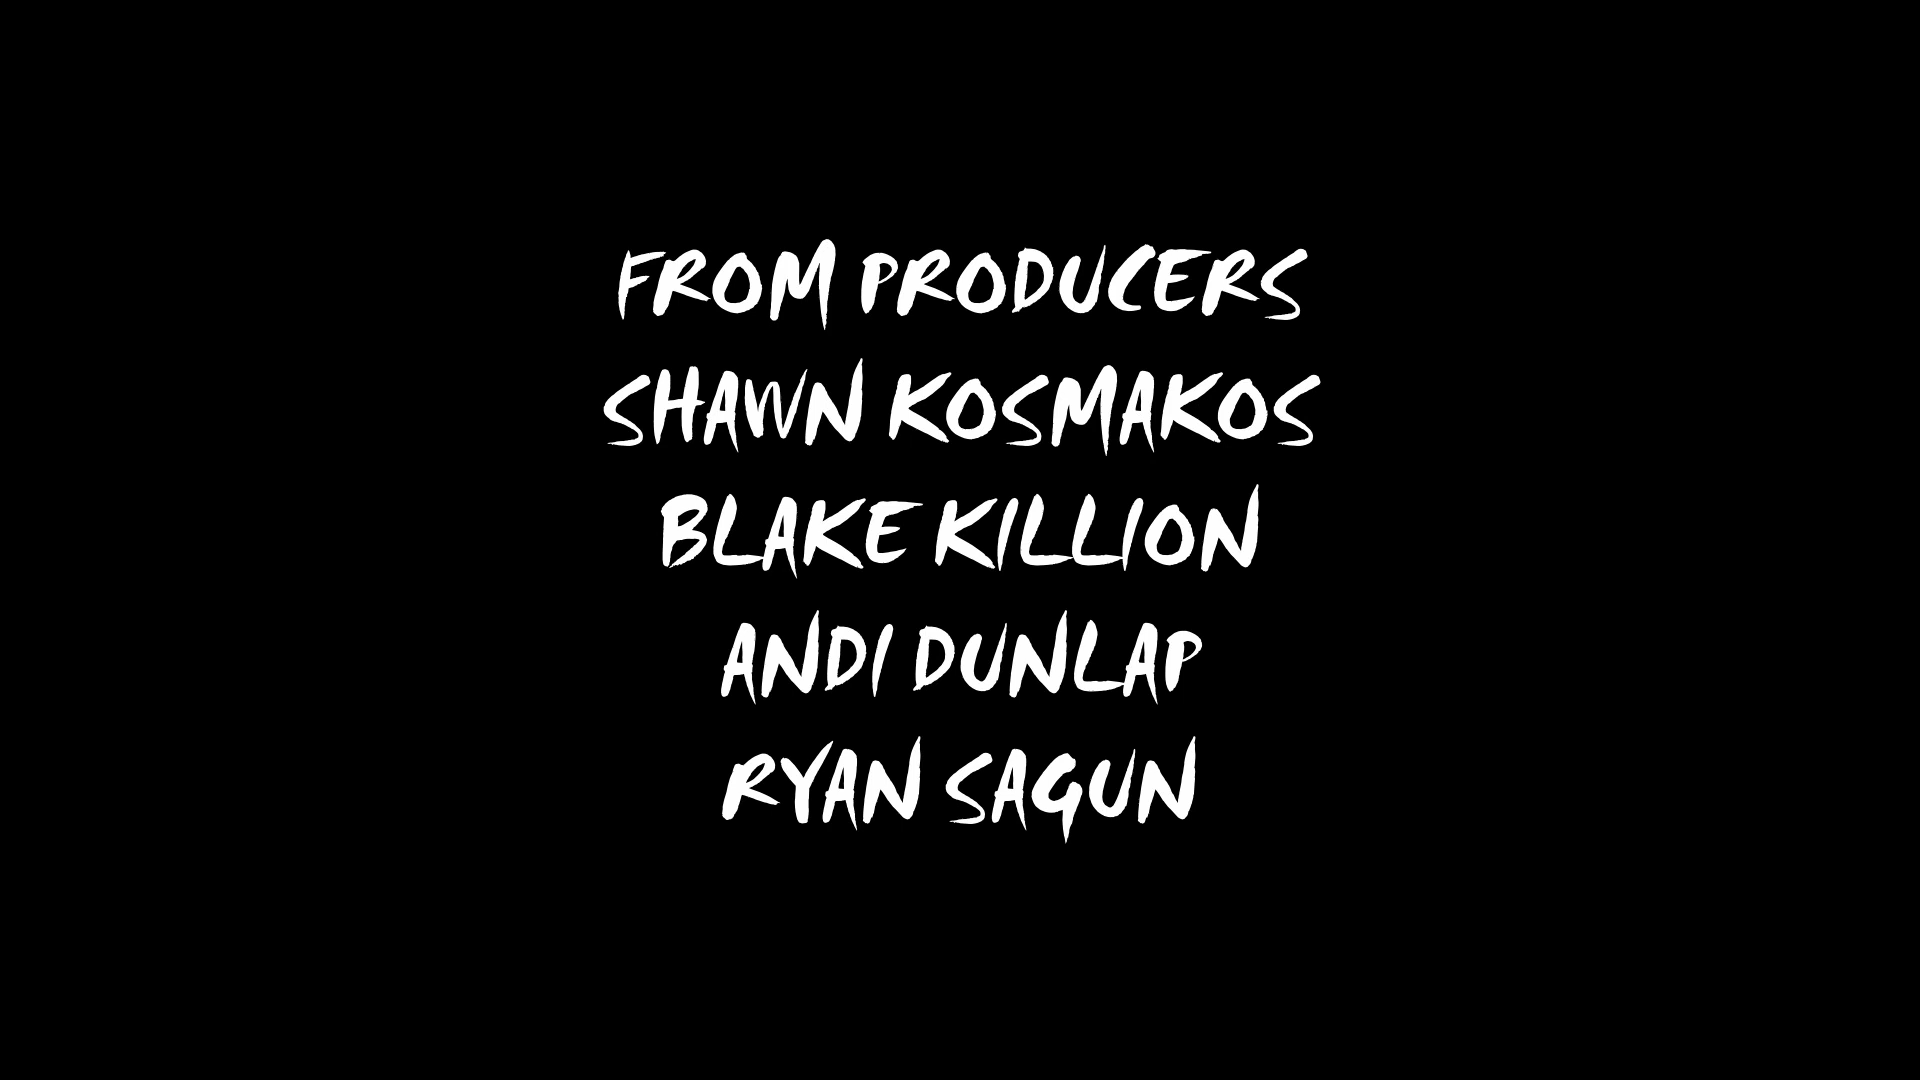 FROM PRODUCERS
SHAWN KOSMAKOS
BLAKE KILLION
ANDI DUNLAP
RYAN SAGUN